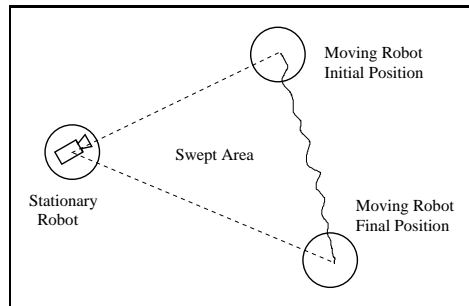 Moving Robot
Initial Position
Swept Area
Stationary
Robot
Moving Robot
Final Position